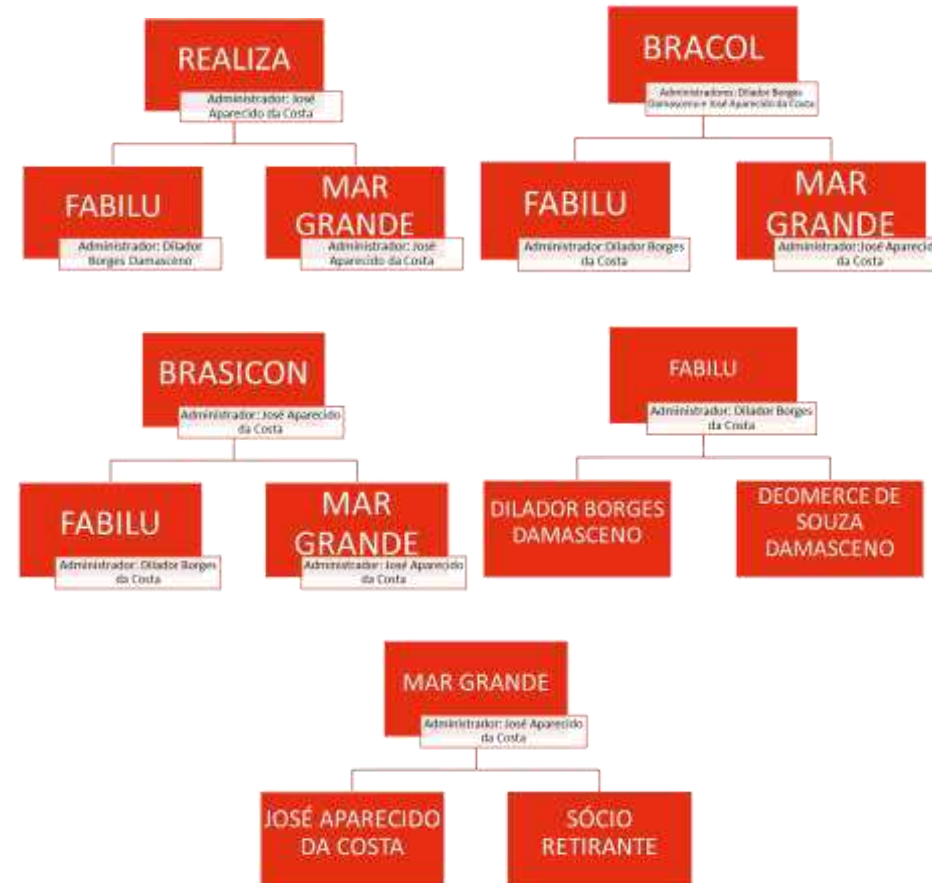 REALIZA
Administrador: José
Aparecido da Costa
FABILU
Administrador: Dilador
Borges Damasceno
MAR
GRANDE
Administrador: José
Aparecido da Costa
BRACOL
Administradores: Dilador Borges
Damasceno e José Aparecido da Costa
FABILU
Administrador: Dilador Borges
da Costa
MAR
GRANDE
Administrador: José Aparecid
da Costa
BRASICON
Administrador: José Aparecido
da Costa
FABILU
Administrador: Dilador Borges
da Costa
MAR
GRANDE
Administrador: José Aparecido
da Costa
FABILU
Administrador: Dilador Borges
da Costa
DILADOR BORGES
DAMASCENO
DEOMERCE DE
SOUZA
DAMASCENO
MAR GRANDE
Administrador: José Aparecido
da Costa
JOSÉ APARECIDO
DA COSTA
SÓCIO
RETIRANTE